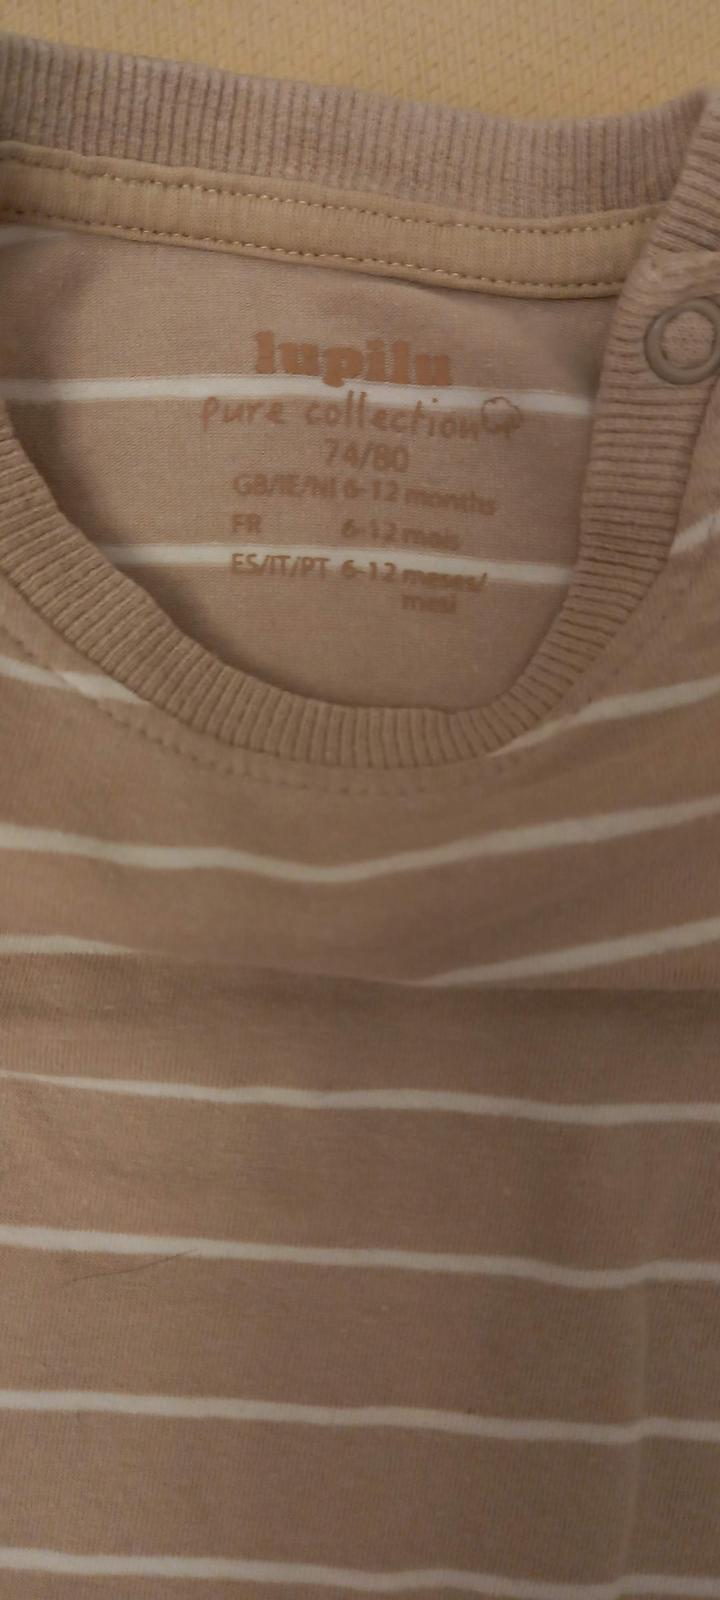 lupilu
pure collection
74/80
GB/IE/NI 6-12 months
FR 6-12 mois
ES/IT/PT 6-12 meses/
mesi